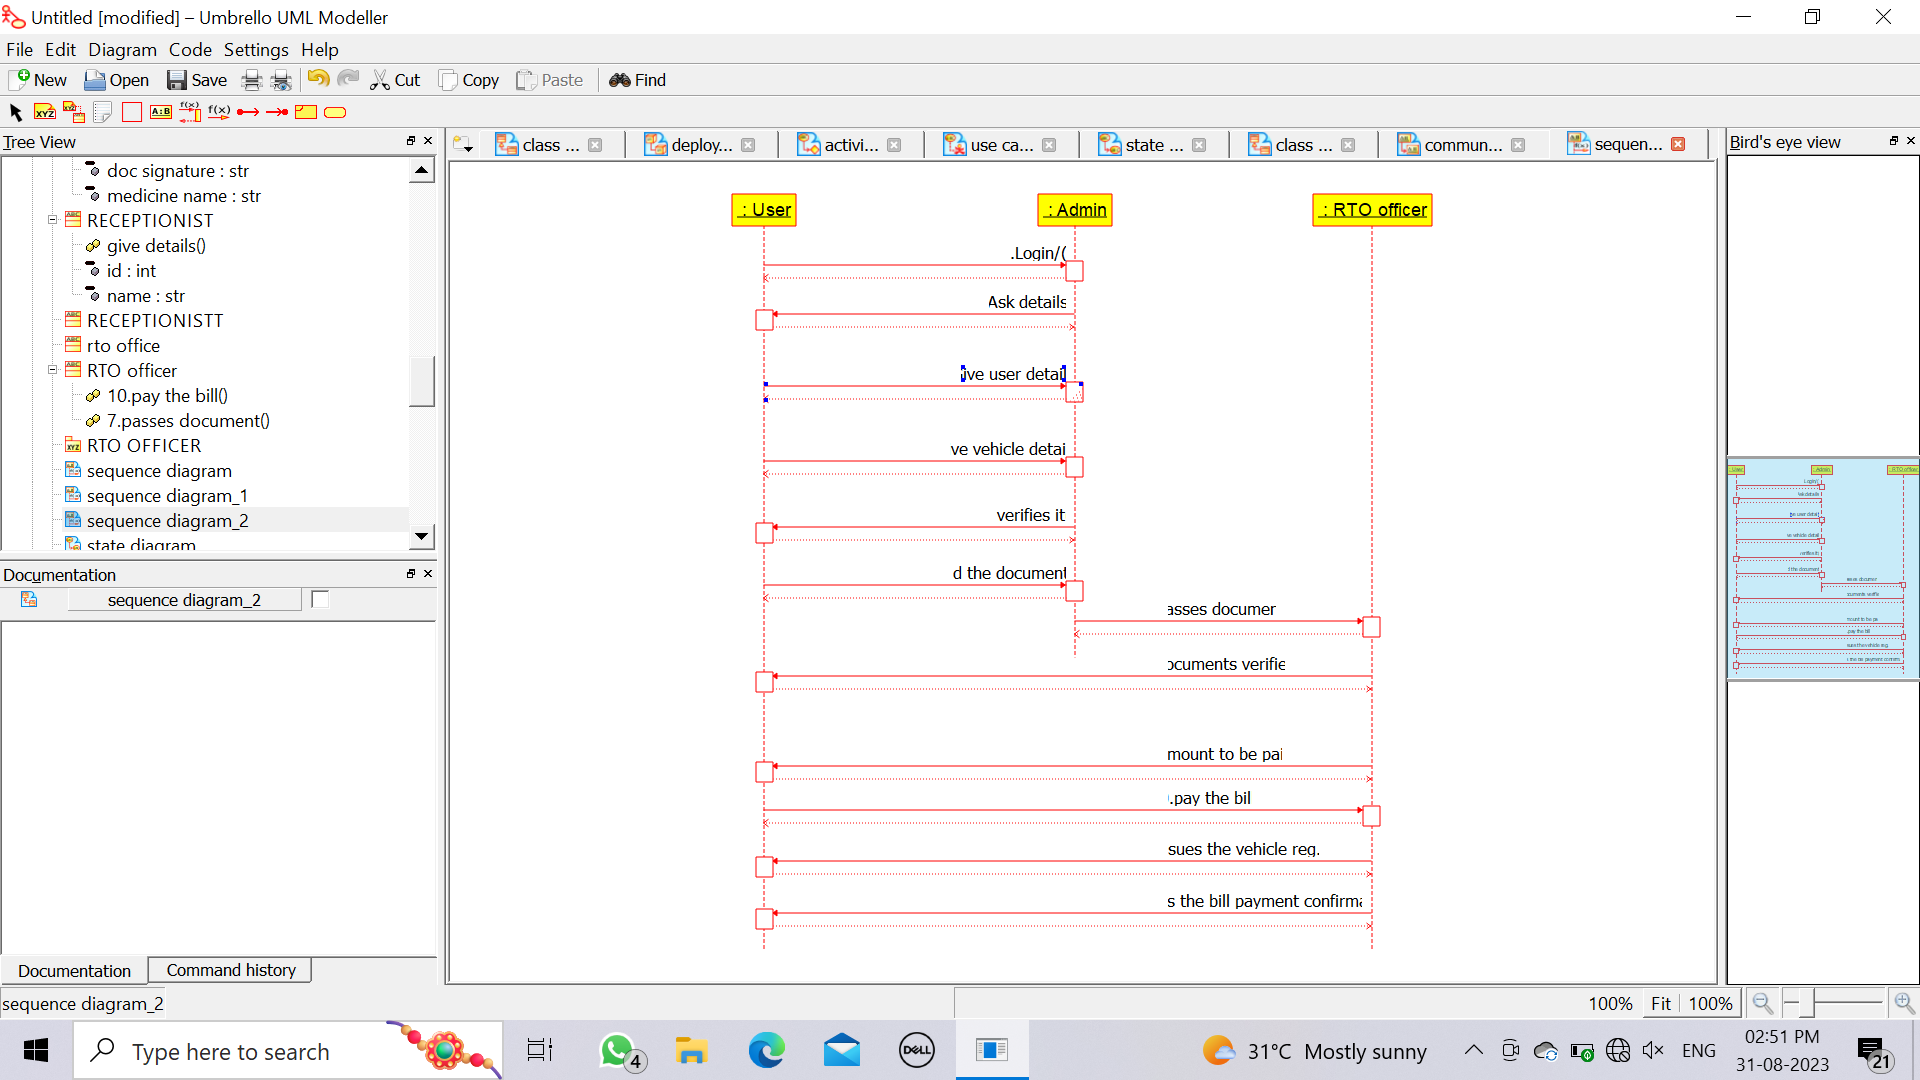 Untitled [modified] – Umbrello UML Modeller
File Edit Diagram Code Settings Help
New Open Save Cut Copy Paste Find
XYZ A:B f(x) f(x)
Tree View
class ... deploy... activi... use ca... state ... class ... commun... sequen...
Bird's eye view
doc signature : str
medicine name : str
RECEPTIONIST
give details()
id : int
name : str
RECEPTIONISTT
rto office
RTO officer
10.pay the bill()
7.passes document()
RTO OFFICER
sequence diagram
sequence diagram_1
sequence diagram_2
state diagram
Documentation
sequence diagram_2
Documentation Command history
: User : Admin : RTO officer
.Login/(
Ask details
ive user detail
ve vehicle detai
verifies it
d the document
asses documer
ocuments verifie
mount to be pai
.pay the bil
sues the vehicle reg.
s the bill payment confirma
sequence diagram_2
100% Fit 100%
Type here to search
4
DELL
31°C Mostly sunny
ENG
02:51 PM
31-08-2023
21